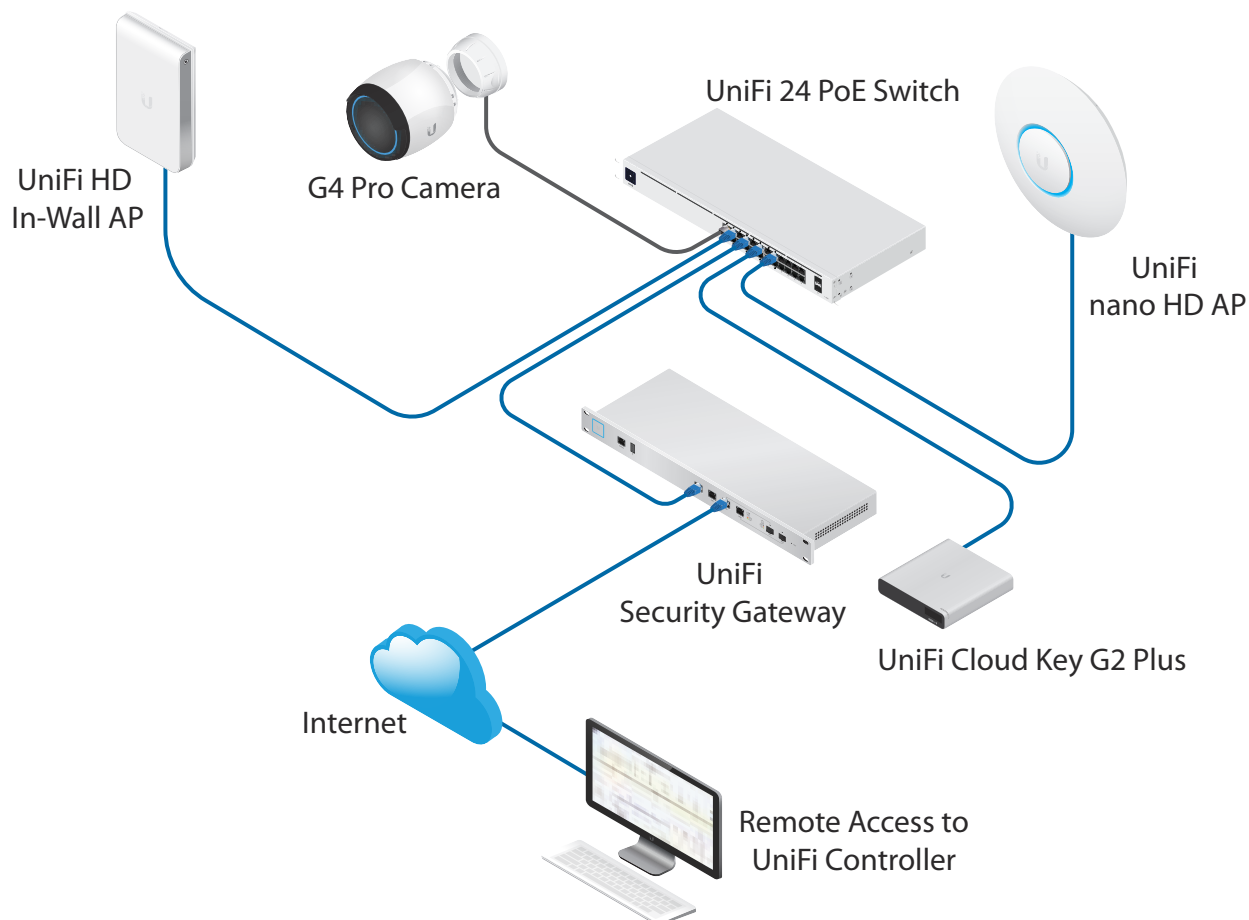 UniFi 24 PoE Switch
G4 Pro Camera
UniFi HD
In-Wall AP
UniFi
nano HD AP
UniFi
Security Gateway
UniFi Cloud Key G2 Plus
Internet
Remote Access to
UniFi Controller